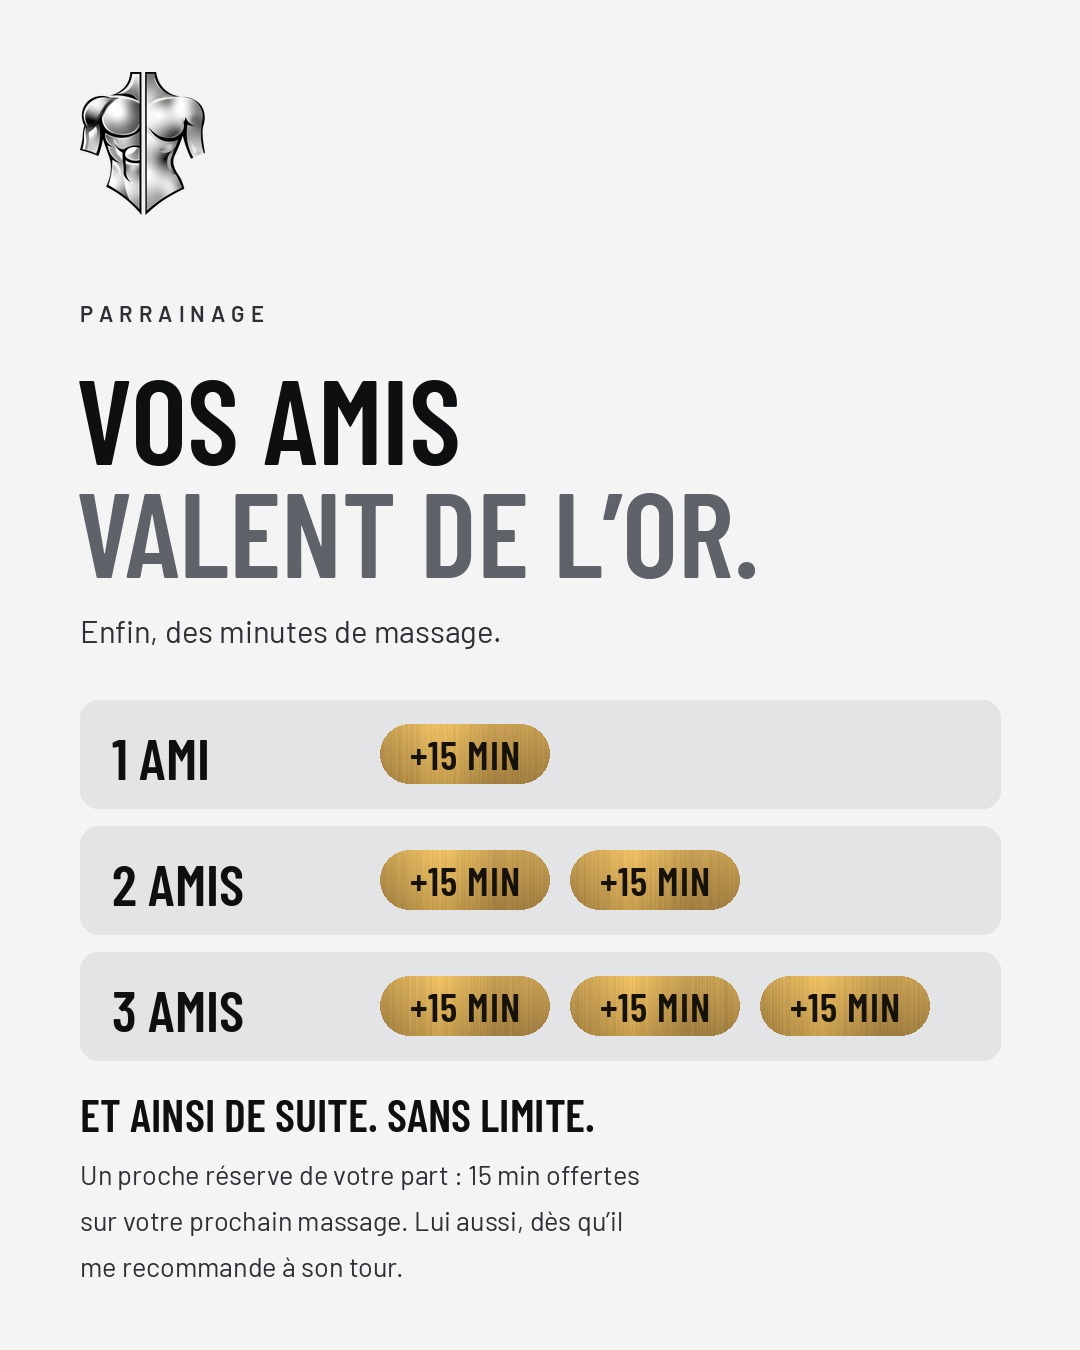 PARRAINAGE
VOS AMIS
VALENT DE L’OR.
Enfin, des minutes de massage.
1 AMI +15 MIN
2 AMIS +15 MIN +15 MIN
3 AMIS +15 MIN +15 MIN +15 MIN
ET AINSI DE SUITE. SANS LIMITE.
Un proche réserve de votre part : 15 min offertes
sur votre prochain massage. Lui aussi, dès qu’il
me recommande à son tour.